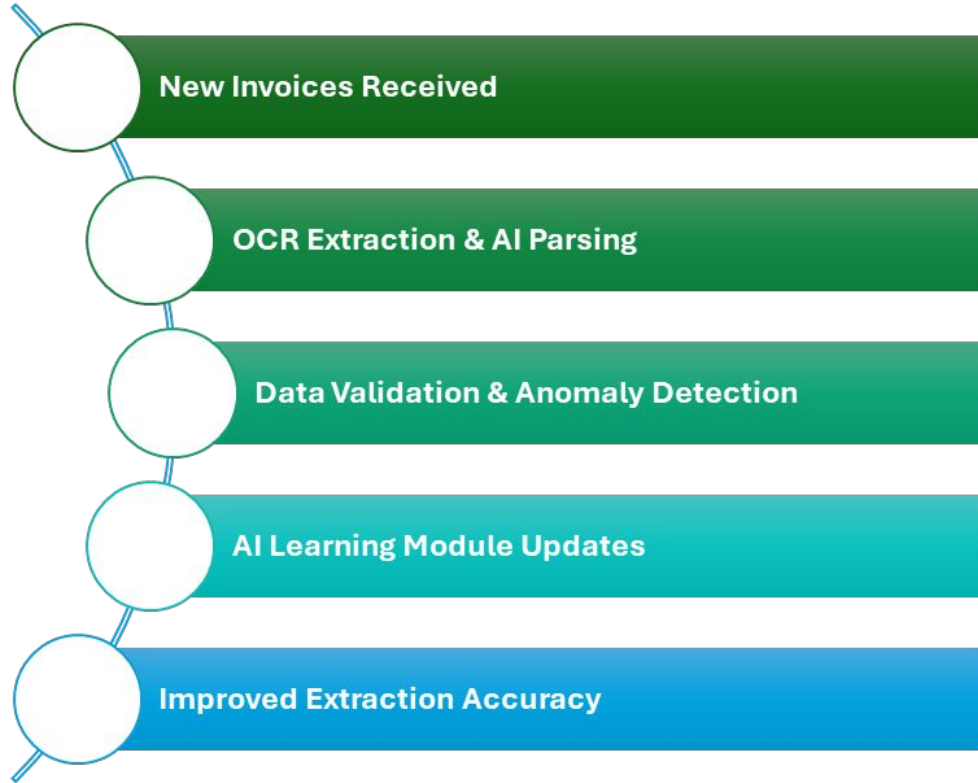 New Invoices Received
OCR Extraction & AI Parsing
Data Validation & Anomaly Detection
AI Learning Module Updates
Improved Extraction Accuracy